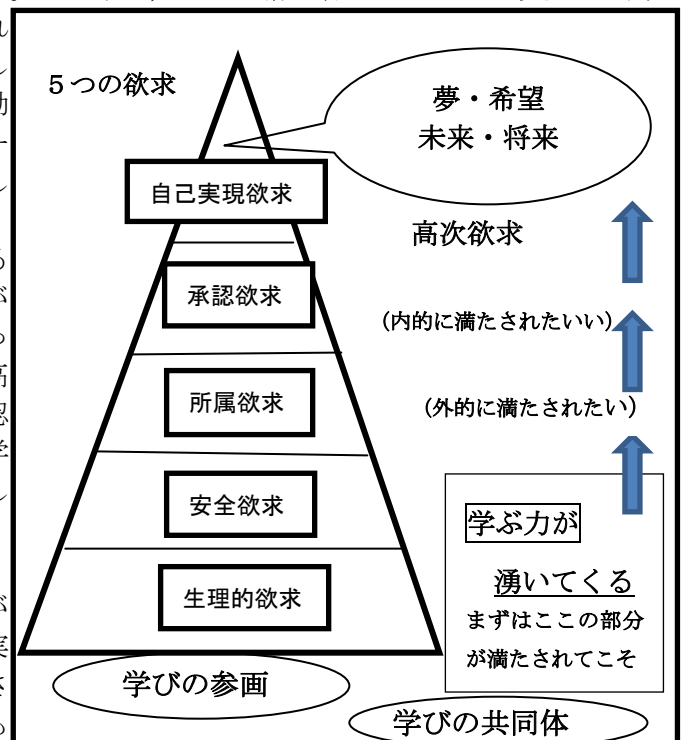 ５つの欲求
夢・希望
未来・将来
自己実現欲求
高次欲求
承認欲求
(内的に満たされたいい)
所属欲求
(外的に満たされたい)
安全欲求
学ぶ力が
湧いてくる
まずはここの部分
が満たされてこそ
生理的欲求
学びの参画
学びの共同体